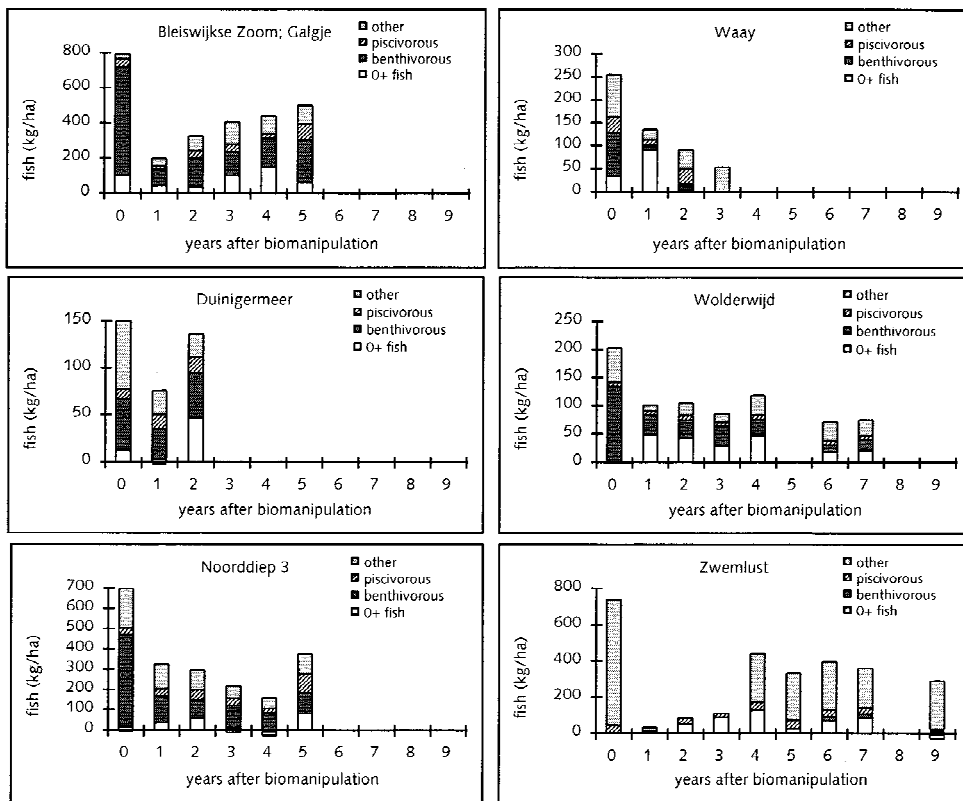 Bleiswijkse Zoom; Galgje
other
piscivorous
benthivorous
0+ fish
800
600
400
200
0
fish (kg/ha)
0 1 2 3 4 5 6 7 8 9
years after biomanipulation
Waay
other
piscivorous
benthivorous
0+ fish
300
250
250
150
100
50
0
fish (kg/ha)
0 1 2 3 4 5 6 7 8 9
years after biomanipulation
Duinigermeer
other
piscivorous
benthivorous
0+ fish
150
100
50
0
fish (kg/ha)
0 1 2 3 4 5 6 7 8 9
years after biomanipulation
Wolderwijd
other
piscivorous
benthivorous
0+ fish
250
200
150
100
50
0
fish (kg/ha)
0 1 2 3 4 5 6 7 8 9
years after biomanipulation
Noorddiep 3
other
piscivorous
benthivorous
0+ fish
700
600
500
400
300
200
100
0
fish (kg/ha)
0 1 2 3 4 5 6 7 8 9
years after biomanipulation
Zwemlust
other
piscivorous
benthivorous
0+ fish
800
600
400
200
0
fish (kg/ha)
0 1 2 3 4 5 6 7 8 9
years after biomanipulation